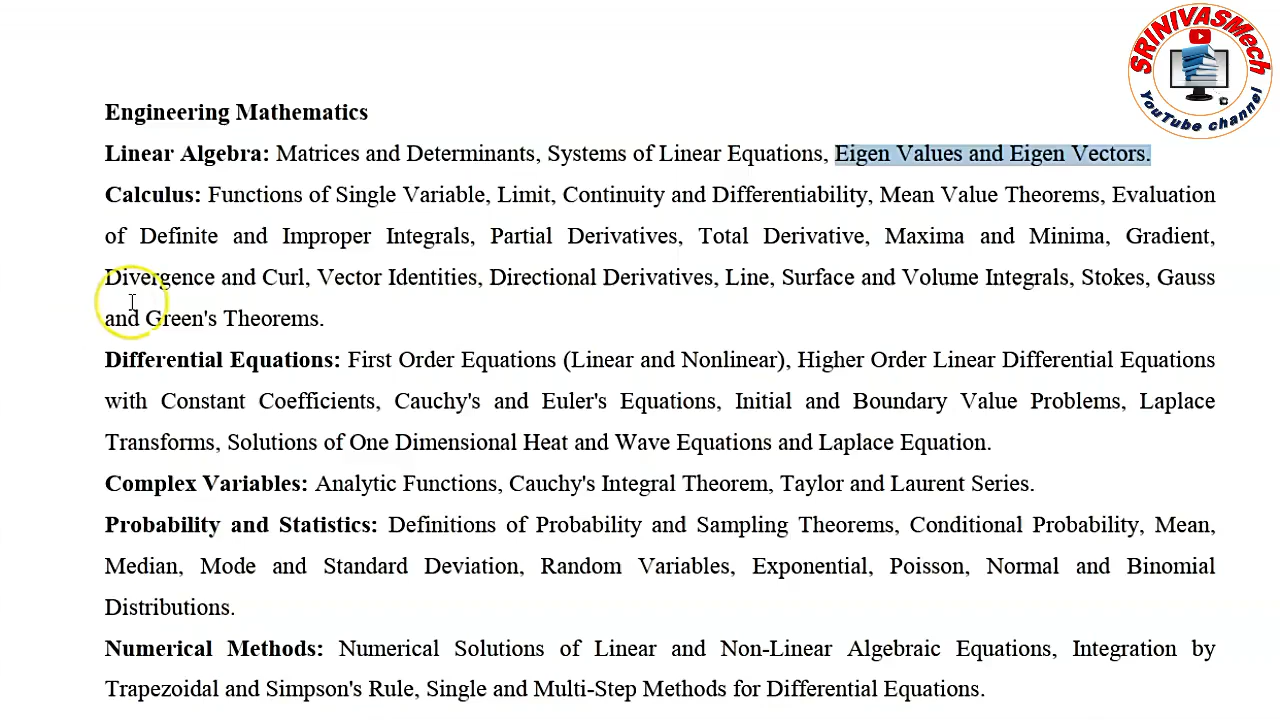 SRINIVASMech
YouTube channel
Engineering Mathematics
Linear Algebra: Matrices and Determinants, Systems of Linear Equations, Eigen Values and Eigen Vectors.
Calculus: Functions of Single Variable, Limit, Continuity and Differentiability, Mean Value Theorems, Evaluation
of Definite and Improper Integrals, Partial Derivatives, Total Derivative, Maxima and Minima, Gradient,
Divergence and Curl, Vector Identities, Directional Derivatives, Line, Surface and Volume Integrals, Stokes, Gauss
and Green's Theorems.
Differential Equations: First Order Equations (Linear and Nonlinear), Higher Order Linear Differential Equations
with Constant Coefficients, Cauchy's and Euler's Equations, Initial and Boundary Value Problems, Laplace
Transforms, Solutions of One Dimensional Heat and Wave Equations and Laplace Equation.
Complex Variables: Analytic Functions, Cauchy's Integral Theorem, Taylor and Laurent Series.
Probability and Statistics: Definitions of Probability and Sampling Theorems, Conditional Probability, Mean,
Median, Mode and Standard Deviation, Random Variables, Exponential, Poisson, Normal and Binomial
Distributions.
Numerical Methods: Numerical Solutions of Linear and Non-Linear Algebraic Equations, Integration by
Trapezoidal and Simpson's Rule, Single and Multi-Step Methods for Differential Equations.